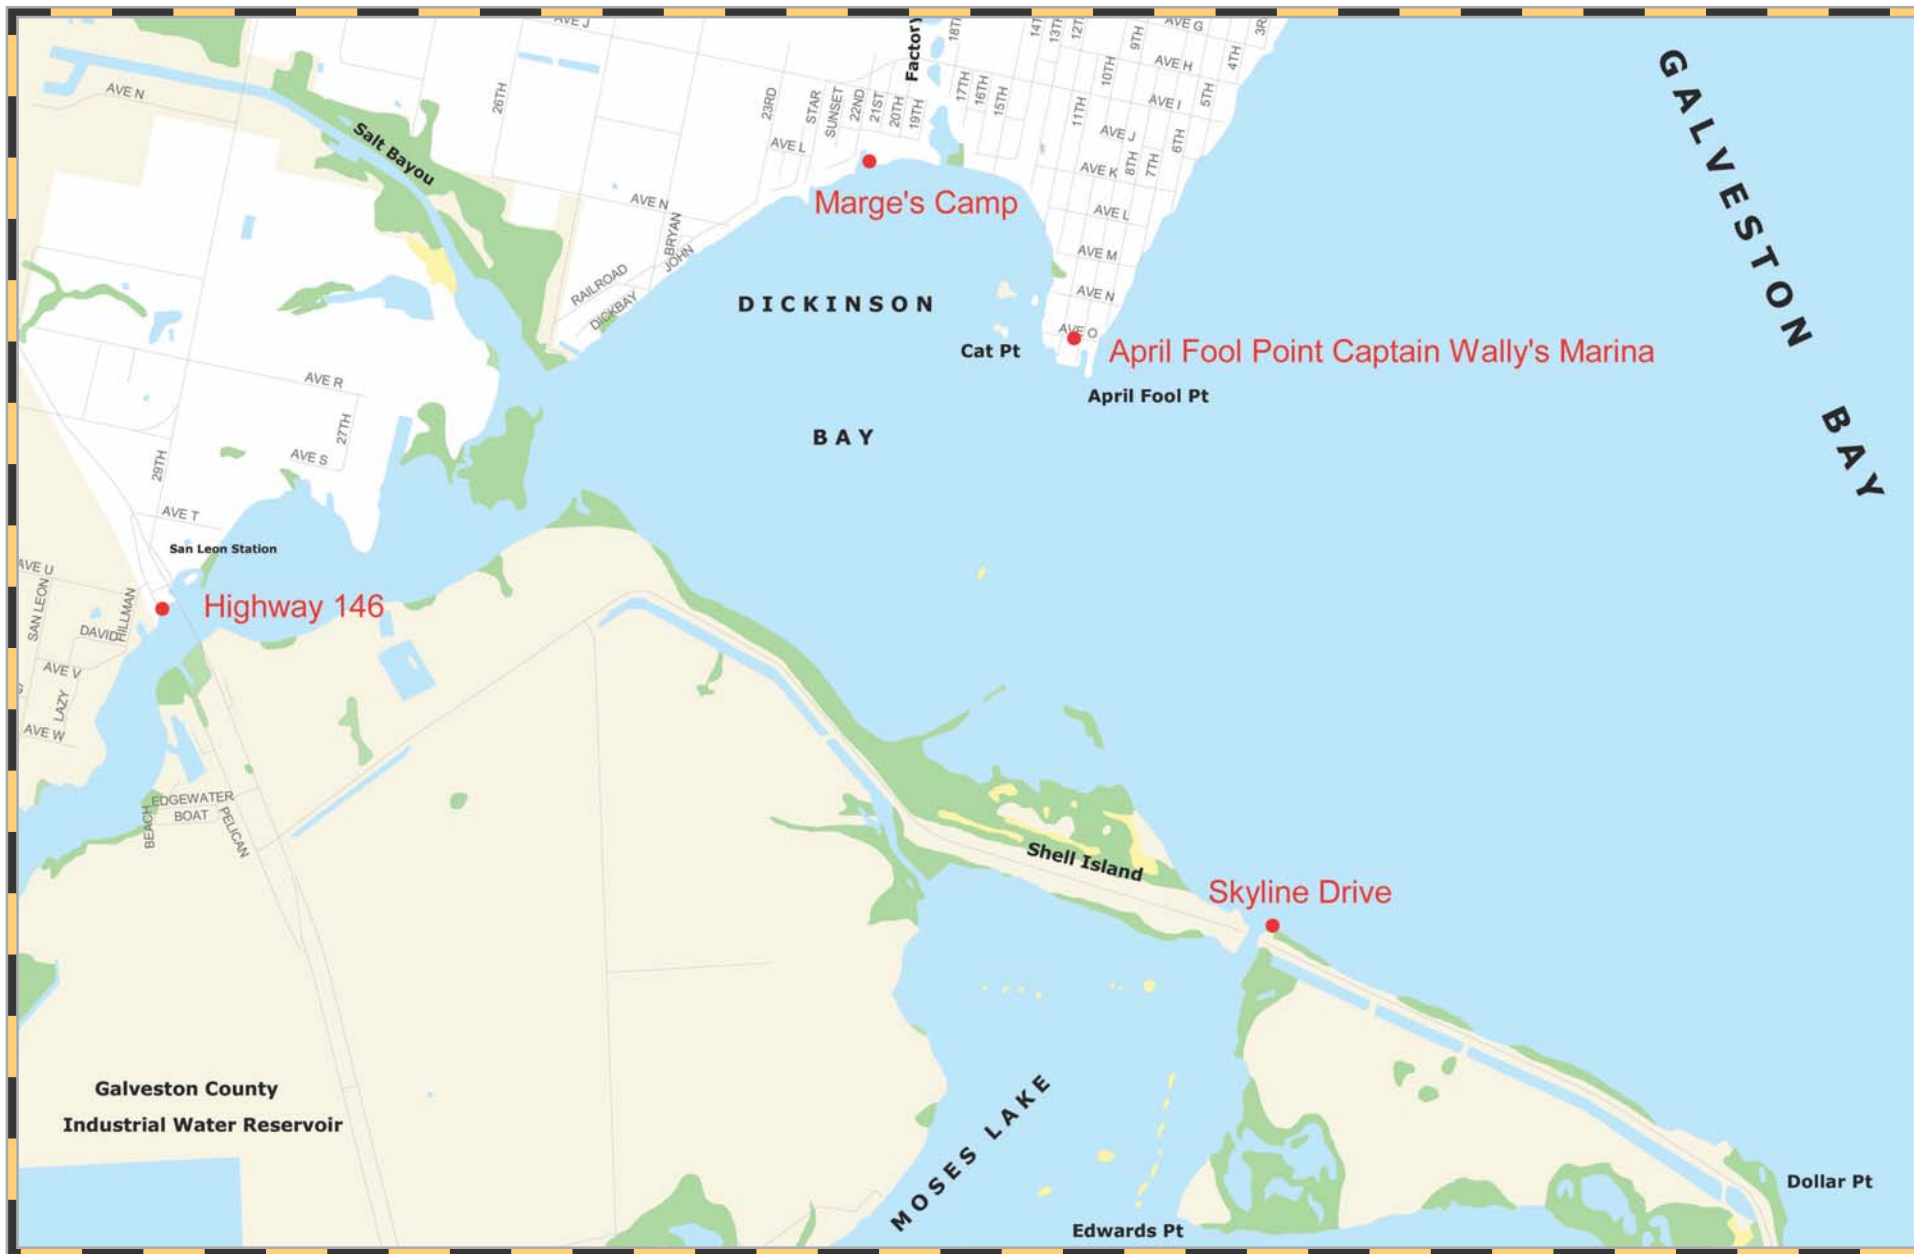 AVE J
Factory
18TH
13TH
AVE G
9TH
4TH
AVE H
10TH
AVE N
26TH
23RD
STAR
SUNSET
22ND
21ST
20TH
19TH
17TH
16TH
15TH
11TH
AVE I
5TH
GALVESTON BAY
Salt Bayou
AVE L
AVE J
6TH
8TH
7TH
AVE K
Marge's Camp
AVE N
BRYAN
JOHN
AVE L
AVE M
RAILROAD
DICKBAY
DICKINSON
AVE N
AVE O
Cat Pt
April Fool Point Captain Wally's Marina
April Fool Pt
AVE R
27TH
BAY
AVE S
29TH
AVE T
San Leon Station
AVE U
SAN LEON
HILLMAN
Highway 146
DAVID
AVE V
LAZY
AVE W
EDGEWATER
BOAT
BEACH
PELICAN
Shell Island
Skyline Drive
Galveston County
Industrial Water Reservoir
MOSES LAKE
Dollar Pt
Edwards Pt